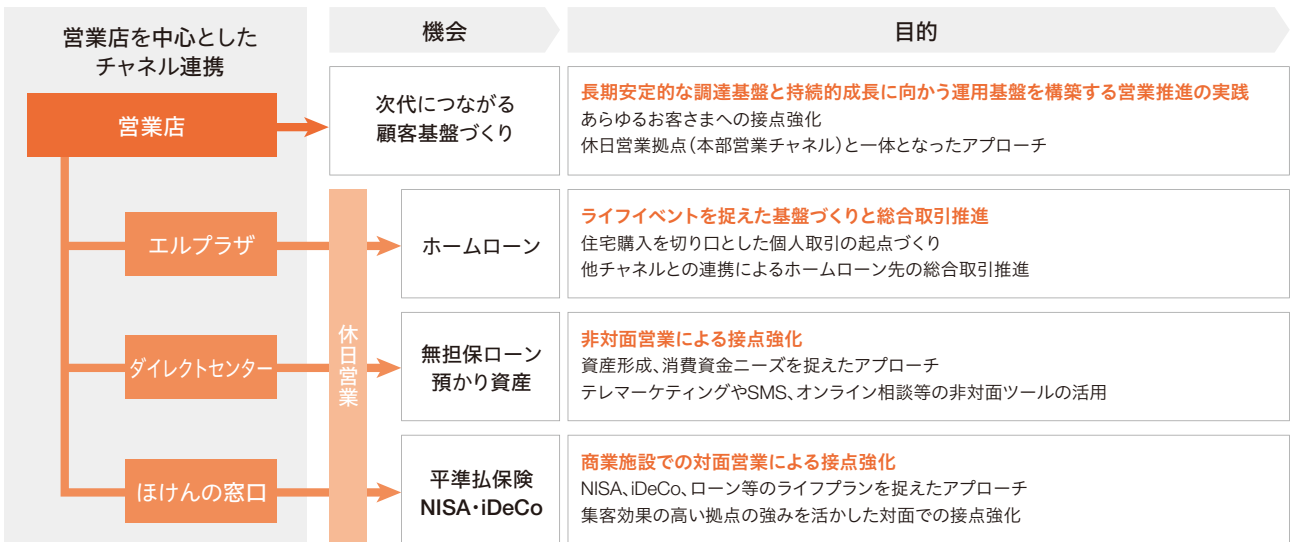 営業店を中心とした
チャネル連携
機会
目的
営業店
次代につながる
顧客基盤づくり
長期安定的な調達基盤と持続的成長に向かう運用基盤を構築する営業推進の実践
あらゆるお客さまへの接点強化
休日営業拠点（本部営業チャネル）と一体となったアプローチ
休日営業
エルプラザ
ホームローン
ライフイベントを捉えた基盤づくりと総合取引推進
住宅購入を切り口とした個人取引の起点づくり
他チャネルとの連携によるホームローン先の総合取引推進
ダイレクトセンター
無担保ローン
預かり資産
非対面営業による接点強化
資産形成、消費資金ニーズを捉えたアプローチ
テレマーケティングやSMS、オンライン相談等の非対面ツールの活用
ほけんの窓口
平準払保険
NISA・iDeCo
商業施設での対面営業による接点強化
NISA、iDeCo、ローン等のライフプランを捉えたアプローチ
集客効果の高い拠点の強みを活かした対面での接点強化